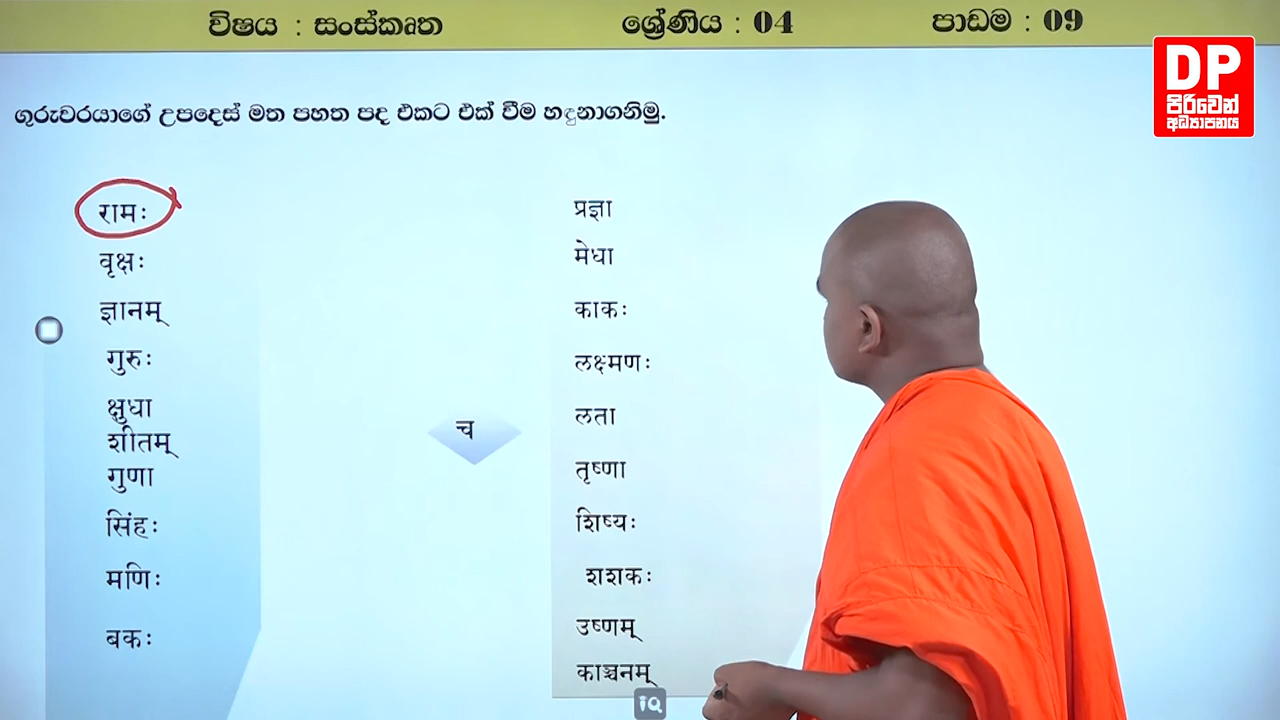 විෂය : සංස්කෘත ශ්‍රේණිය : 04 පාඩම : 09
DP
පිරිවෙන්
අධ්‍යාපනය
ගුරුවරයාගේ උපදෙස් මත පහත පද එකට එක් වීම හඳුනාගනිමු.
रामः
वृक्षः
ज्ञानम्
गुरुः
क्षुधा
शीतम्
गुणा
सिंहः
मणिः
बकः
च
प्रज्ञा
मेधा
काकः
लक्ष्मणः
लता
तृष्णा
शिष्यः
शशकः
उष्णम्
काञ्चनम्
iQ